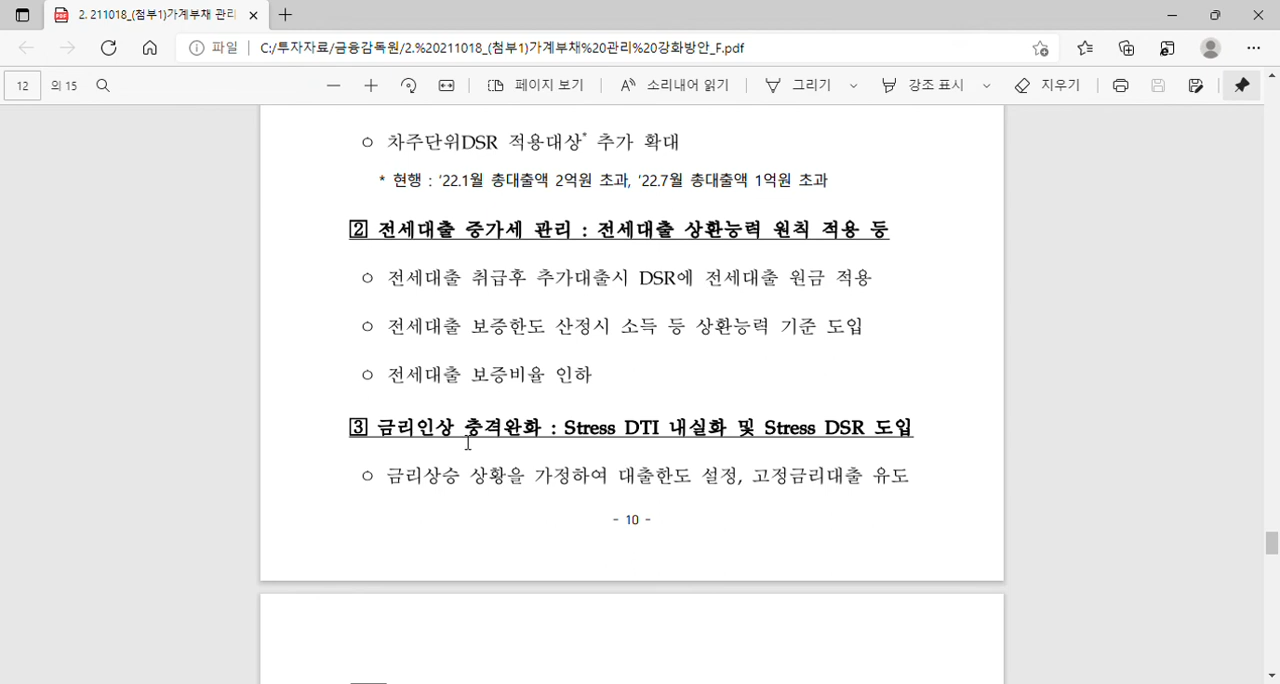 2. 211018_(첨부1)가계부채 관리
파일 C:/투자자료/금융감독원/2.%20211018_(첨부1)가계부채%20관리%20강화방안_F.pdf
12 의 15 페이지 보기 소리내어 읽기 그리기 강조 표시 지우기
○ 차주단위DSR 적용대상* 추가 확대
* 현행 : '22.1월 총대출액 2억원 초과, '22.7월 총대출액 1억원 초과
2 전세대출 증가세 관리 : 전세대출 상환능력 원칙 적용 등
○ 전세대출 취급후 추가대출시 DSR에 전세대출 원금 적용
○ 전세대출 보증한도 산정시 소득 등 상환능력 기준 도입
○ 전세대출 보증비율 인하
3 금리인상 충격완화 : Stress DTI 내실화 및 Stress DSR 도입
○ 금리상승 상황을 가정하여 대출한도 설정, 고정금리대출 유도
- 10 -